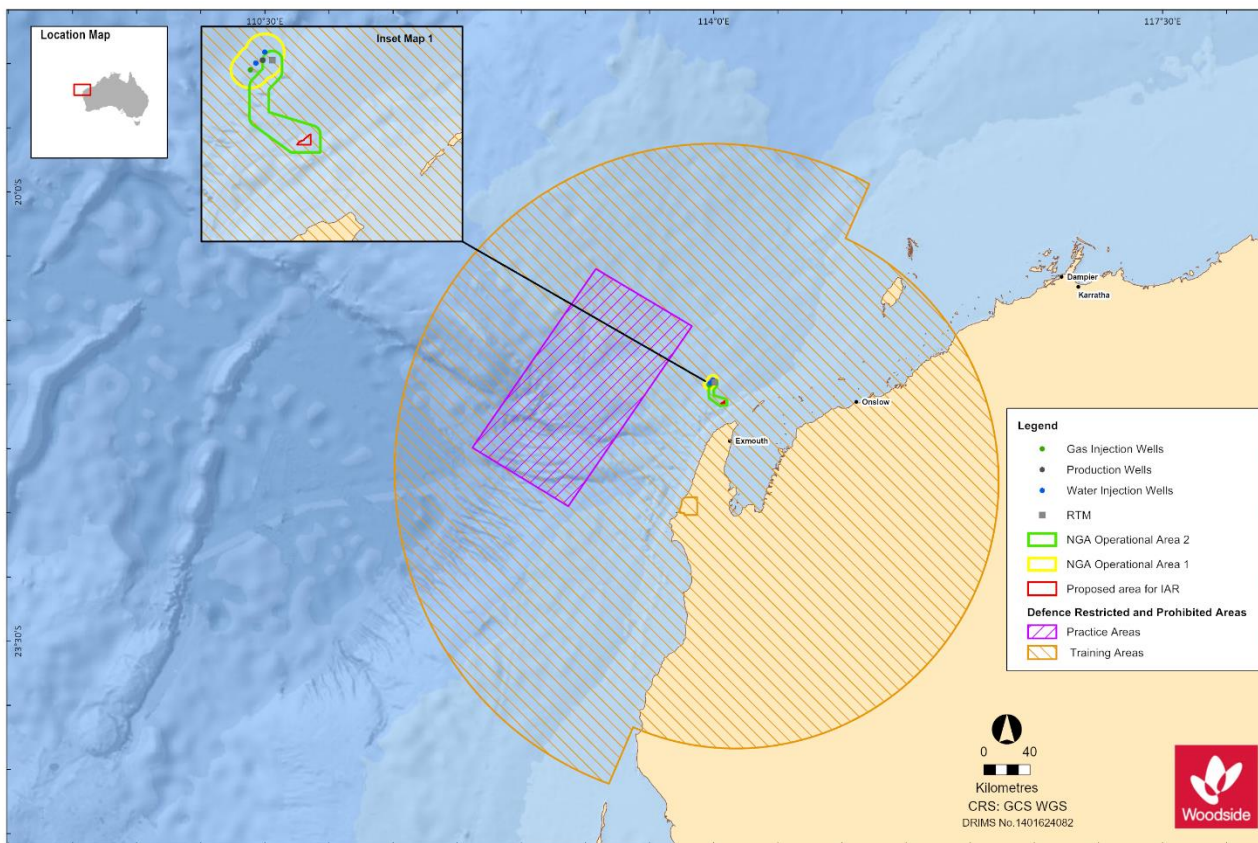 110°30'E
114°0'E
117°30'E
Location Map
Inset Map 1
20°0'S
23°30'S
Dampier
Karratha
Onslow
Exmouth
Legend
Gas Injection Wells
Production Wells
Water Injection Wells
RTM
NGA Operational Area 2
NGA Operational Area 1
Proposed area for IAR
Defence Restricted and Prohibited Areas
Practice Areas
Training Areas
0 40
Kilometres
CRS: GCS WGS
DRIMS No.1401624082
Woodside